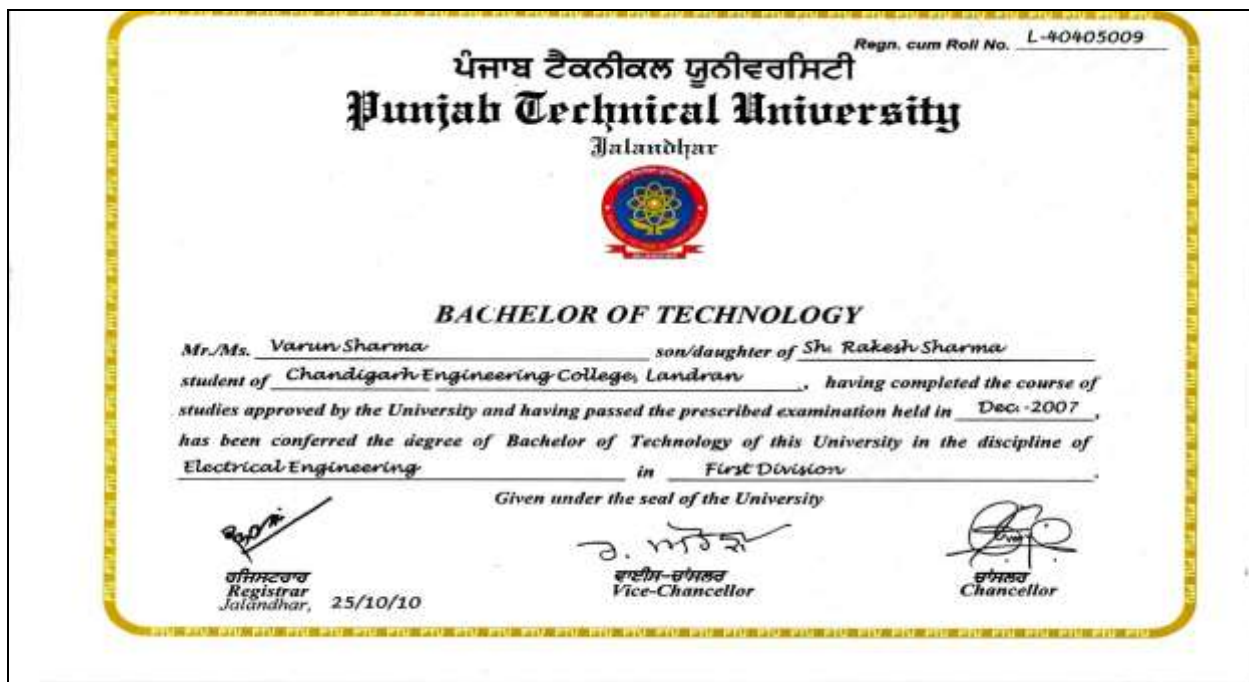 Regn. cum Roll No. L-40405009
ਪੰਜਾਬ ਟੈਕਨੀਕਲ ਯੂਨੀਵਰਸਿਟੀ
Punjab Technical University
Jalandhar
BACHELOR OF TECHNOLOGY
Mr./Ms. Varun Sharma son/daughter of Sh. Rakesh Sharma
student of Chandigarh Engineering College, Landran, having completed the course of
studies approved by the University and having passed the prescribed examination held in Dec.-2007,
has been conferred the degree of Bachelor of Technology of this University in the discipline of
Electrical Engineering in First Division.
Given under the seal of the University
ਰਜਿਸਟਰਾਰ
Registrar
Jalandhar, 25/10/10
ਵਾਈਸ-ਚਾਂਸਲਰ
Vice-Chancellor
ਚਾਂਸਲਰ
Chancellor